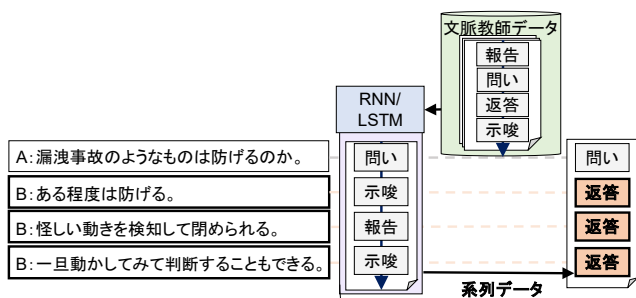 文脈教師データ
報告
問い
返答
示唆
RNN/
LSTM
A：漏洩事故のようなものは防げるのか。
問い
問い
B：ある程度は防げる。
示唆
返答
B：怪しい動きを検知して閉められる。
報告
返答
B：一旦動かしてみて判断することもできる。
示唆
返答
系列データ